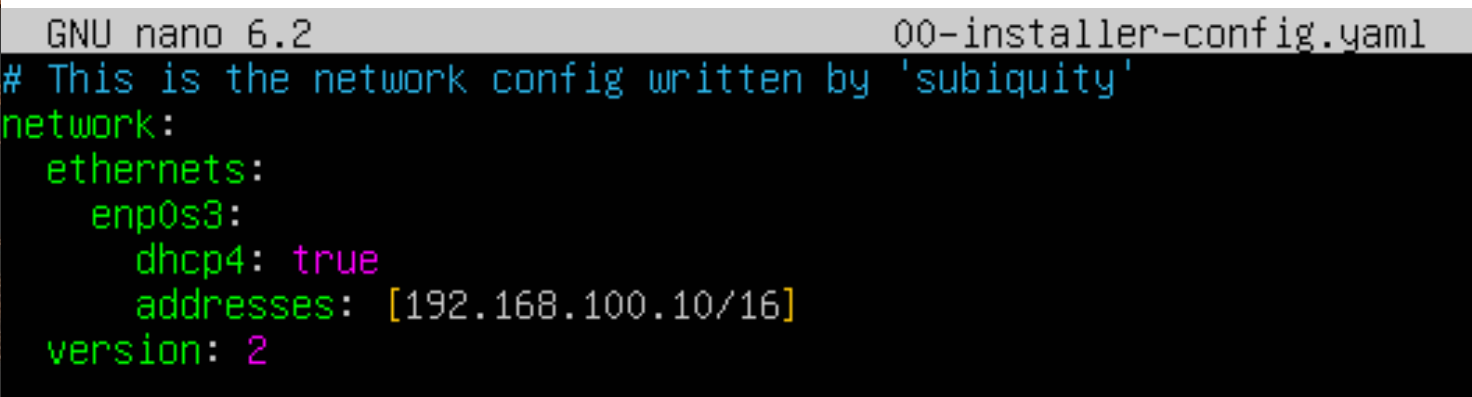 GNU nano 6.2 00-installer-config.yaml
# This is the network config written by 'subiquity'
network:
  ethernets:
    enp0s3:
      dhcp4: true
      addresses: [192.168.100.10/16]
  version: 2